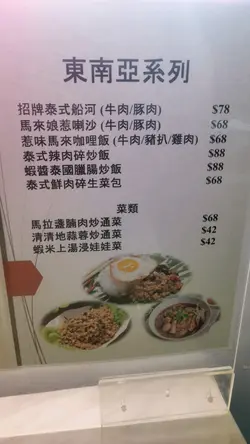 東南亞系列
招牌泰式船河 (牛肉/豚肉) $78
馬來娘惹喇沙 (牛肉/豚肉) $68
惹味馬來咖哩飯 (牛肉/豬扒/雞肉) $68
泰式辣肉碎炒飯 $88
蝦醬泰國臘腸炒飯 $88
泰式鮮肉碎生菜包 $68
菜類
馬拉盞腩肉炒通菜 $68
清清地蒜蓉炒通菜 $42
蝦米上湯浸娃娃菜 $42